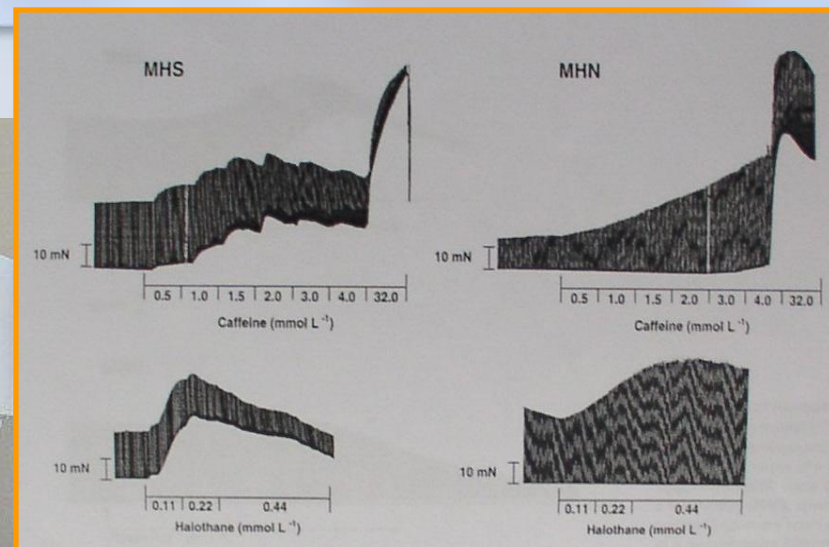 MHS
MHN
10 mN
10 mN
0.5 1.0 1.5 2.0 3.0 4.0 32.0
0.5 1.0 1.5 2.0 3.0 4.0 32.0
Caffeine (mmol L⁻¹)
Caffeine (mmol L⁻¹)
10 mN
10 mN
0.11 0.22 0.44
0.11 0.22 0.44
Halothane (mmol L⁻¹)
Halothane (mmol L⁻¹)